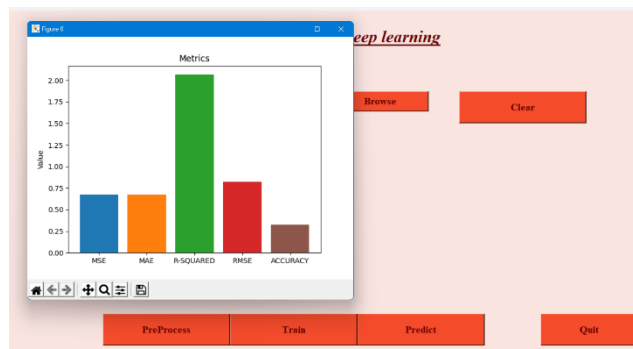 Figure 0
eep learning
Metrics
Browse
Clear
Value
2.00
1.75
1.50
1.25
1.00
0.75
0.50
0.25
0.00
MSE MAE R-SQUARED RMSE ACCURACY
PreProcess Train Predict Quit